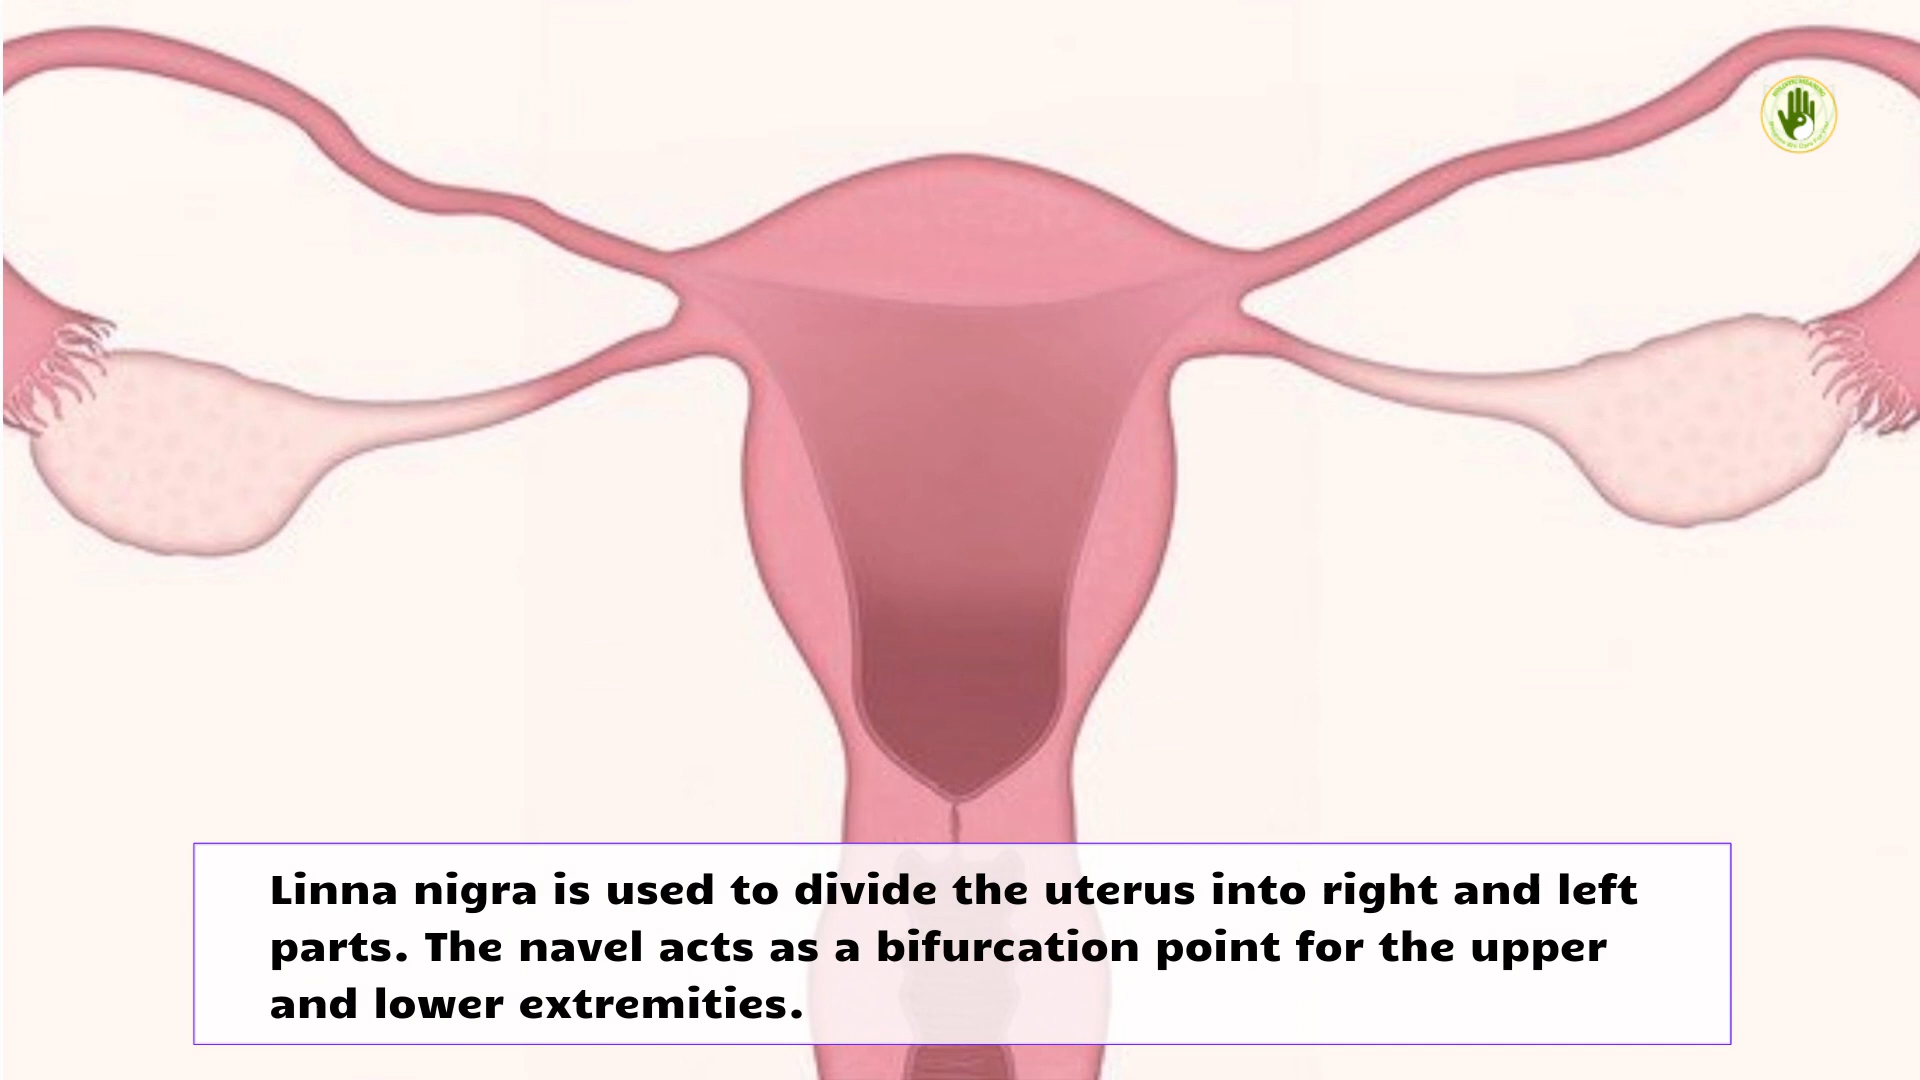 Linna nigra is used to divide the uterus into right and left
parts. The navel acts as a bifurcation point for the upper
and lower extremities.